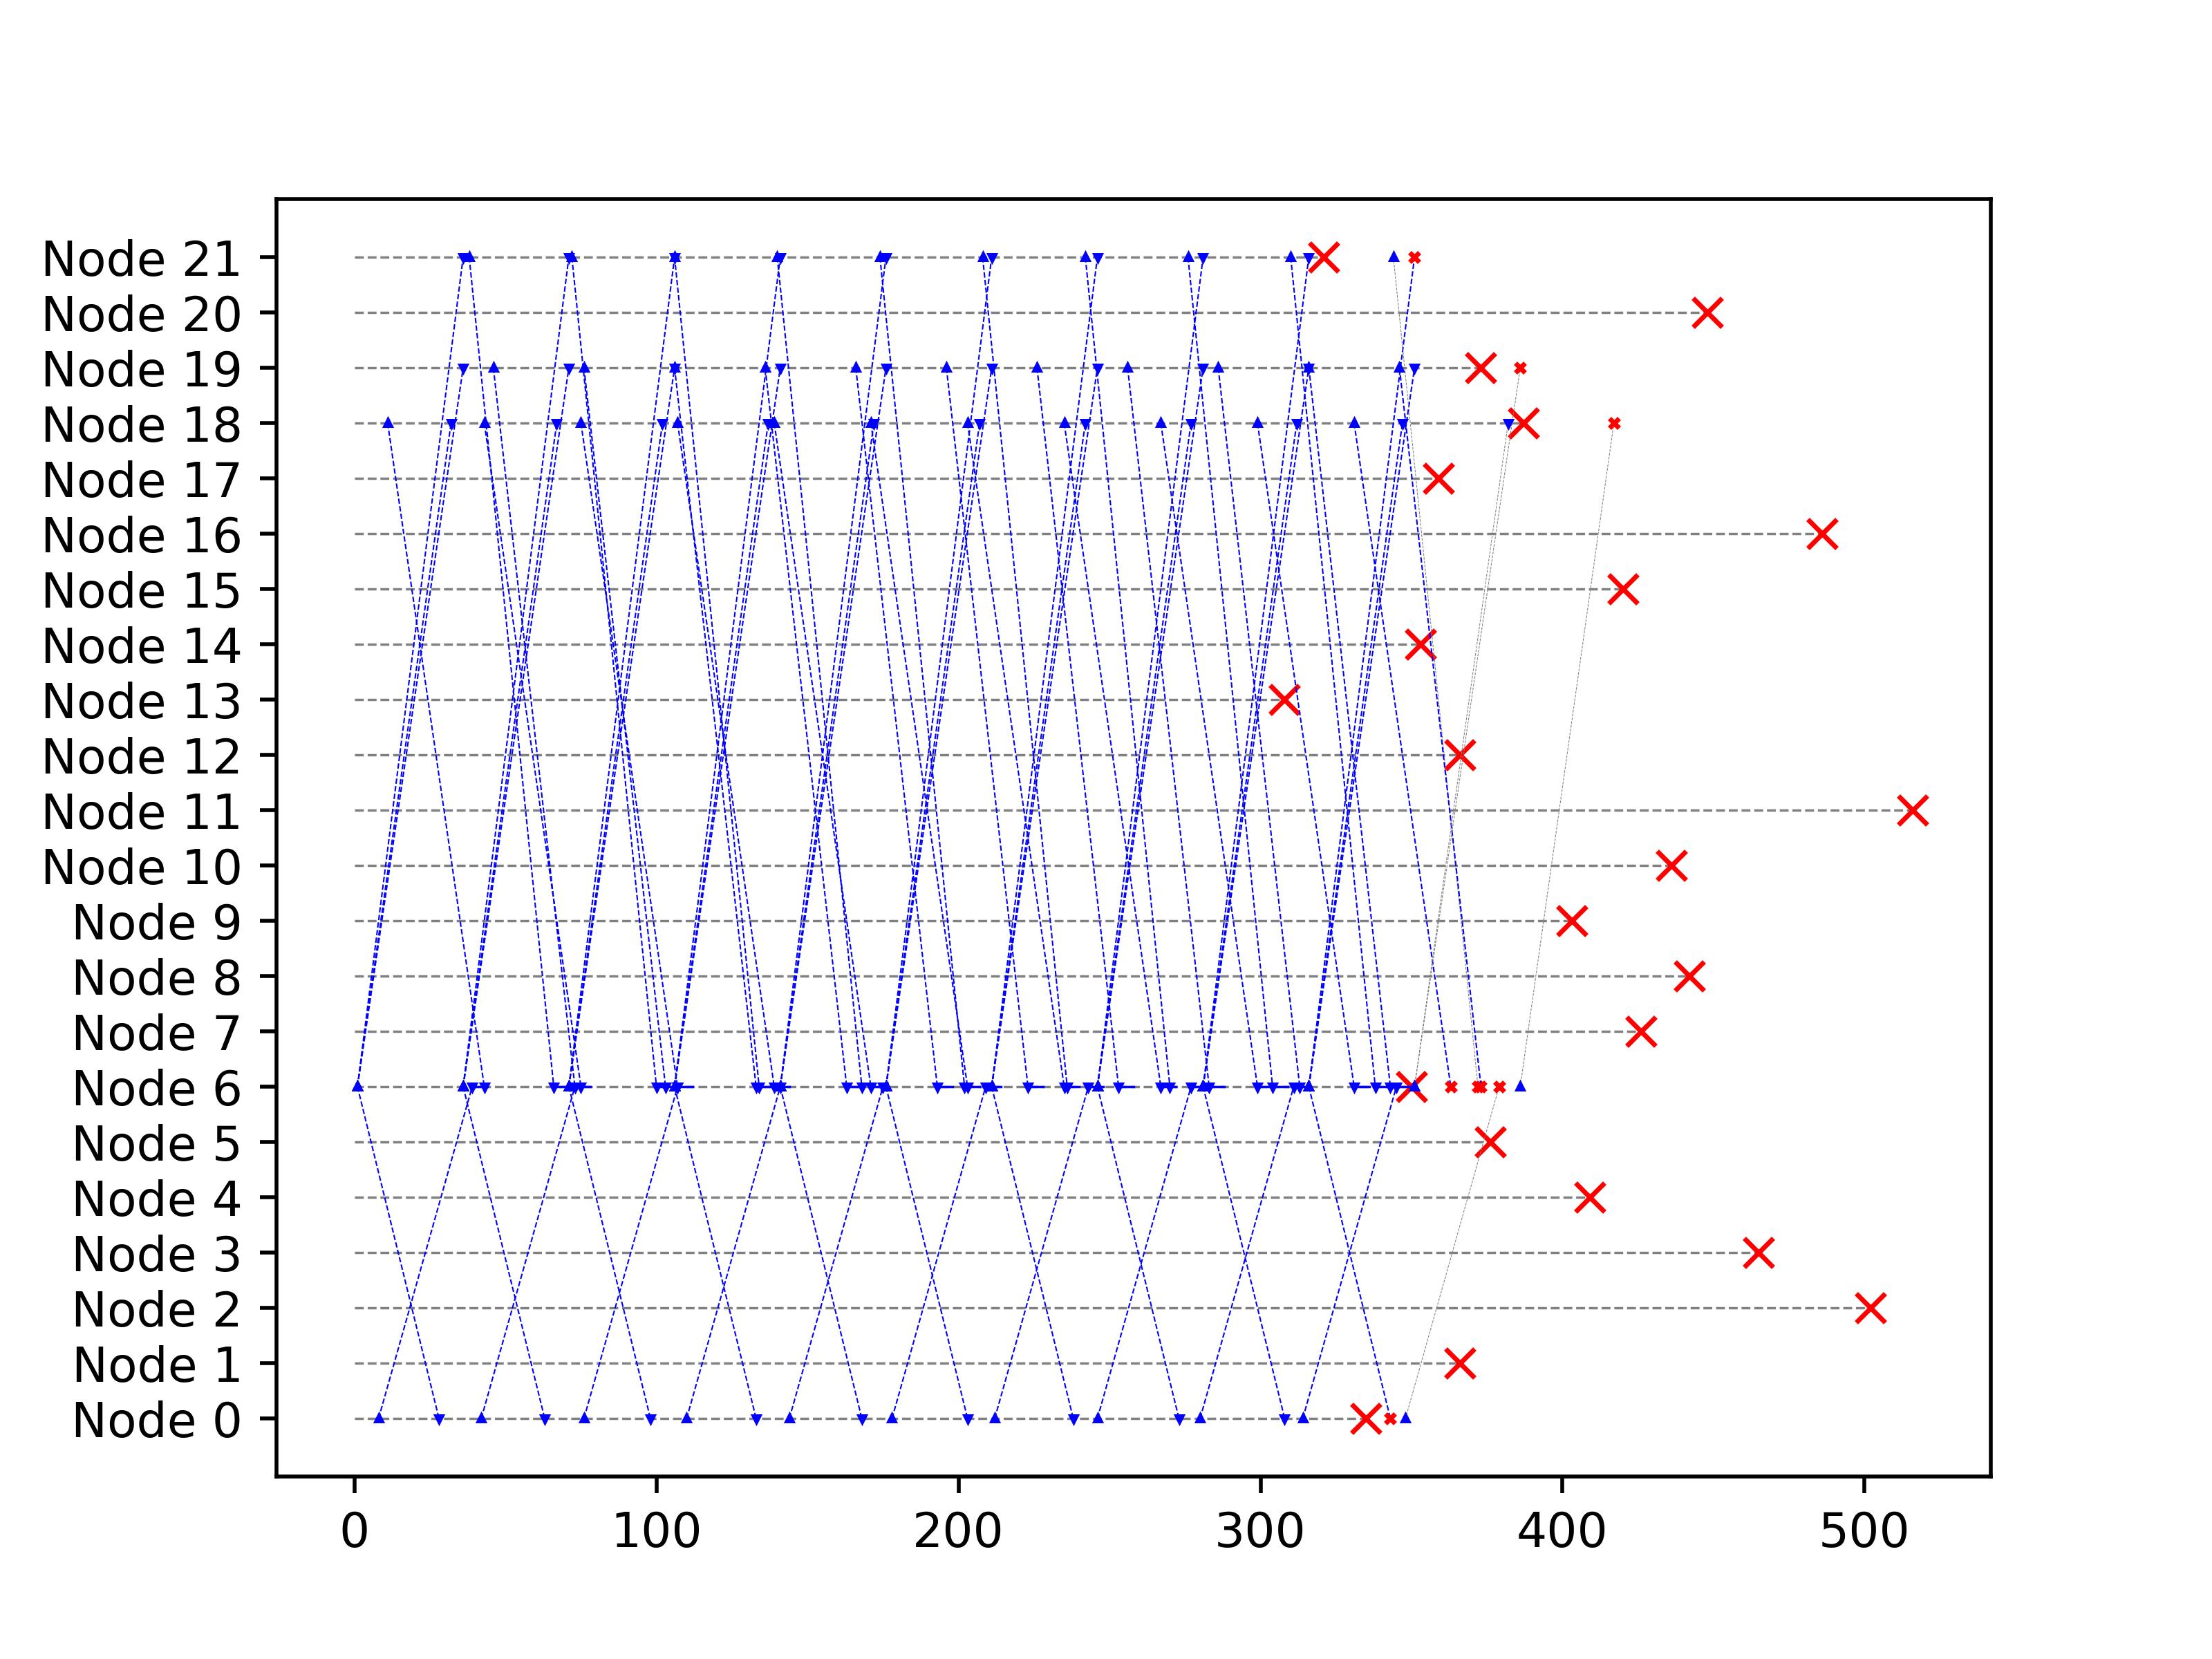 Node 21
Node 20
Node 19
Node 18
Node 17
Node 16
Node 15
Node 14
Node 13
Node 12
Node 11
Node 10
Node 9
Node 8
Node 7
Node 6
Node 5
Node 4
Node 3
Node 2
Node 1
Node 0
0 100 200 300 400 500